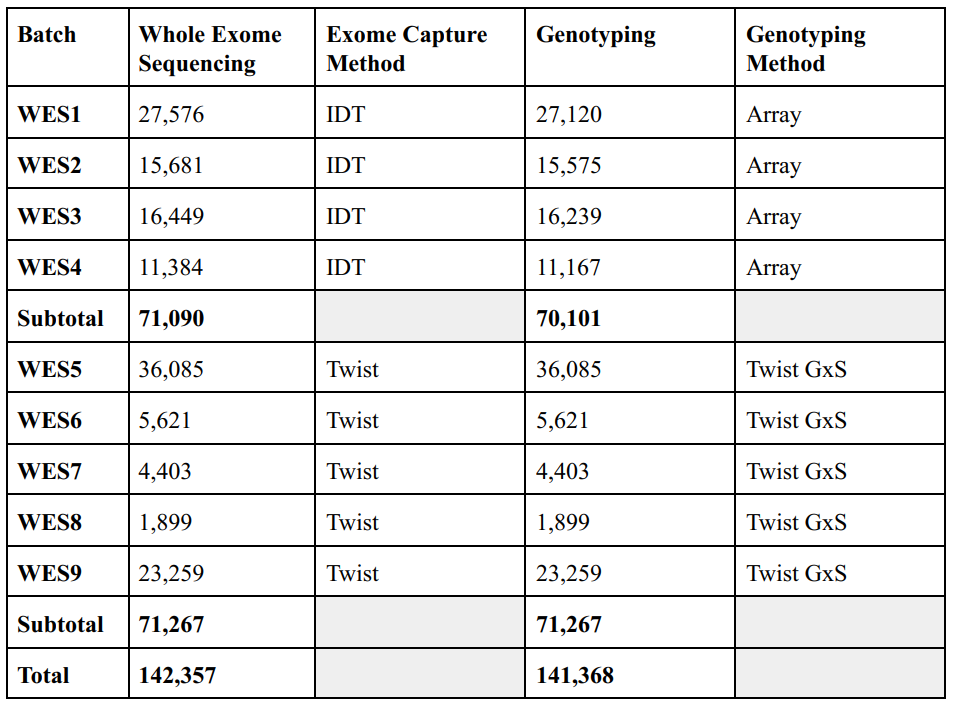 Batch Whole Exome Sequencing Exome Capture Method Genotyping Genotyping Method
WES1 27,576 IDT 27,120 Array
WES2 15,681 IDT 15,575 Array
WES3 16,449 IDT 16,239 Array
WES4 11,384 IDT 11,167 Array
Subtotal 71,090 70,101
WES5 36,085 Twist 36,085 Twist GxS
WES6 5,621 Twist 5,621 Twist GxS
WES7 4,403 Twist 4,403 Twist GxS
WES8 1,899 Twist 1,899 Twist GxS
WES9 23,259 Twist 23,259 Twist GxS
Subtotal 71,267 71,267
Total 142,357 141,368